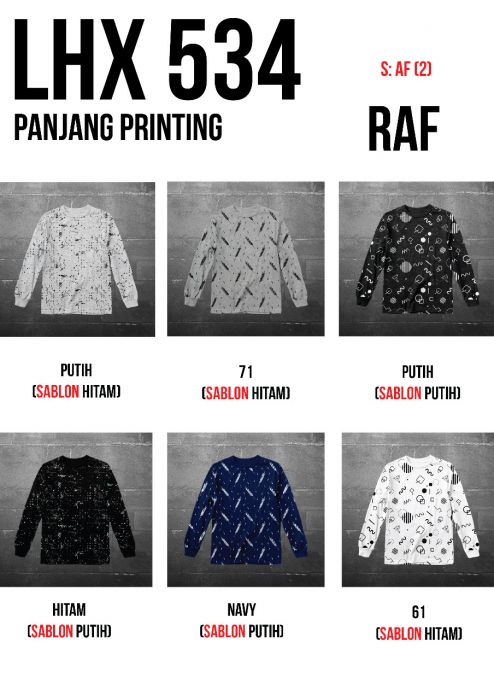 LHX 534
PANJANG PRINTING
S: AF (2)
RAF
PUTIH
(SABLON HITAM)
71
(SABLON HITAM)
PUTIH
(SABLON PUTIH)
HITAM
(SABLON PUTIH)
NAVY
(SABLON PUTIH)
61
(SABLON HITAM)